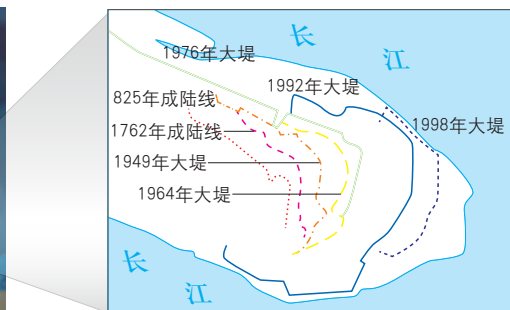 长
江
1976年大堤
1992年大堤
825年成陆线
1998年大堤
1762年成陆线
1949年大堤
1964年大堤
长
江